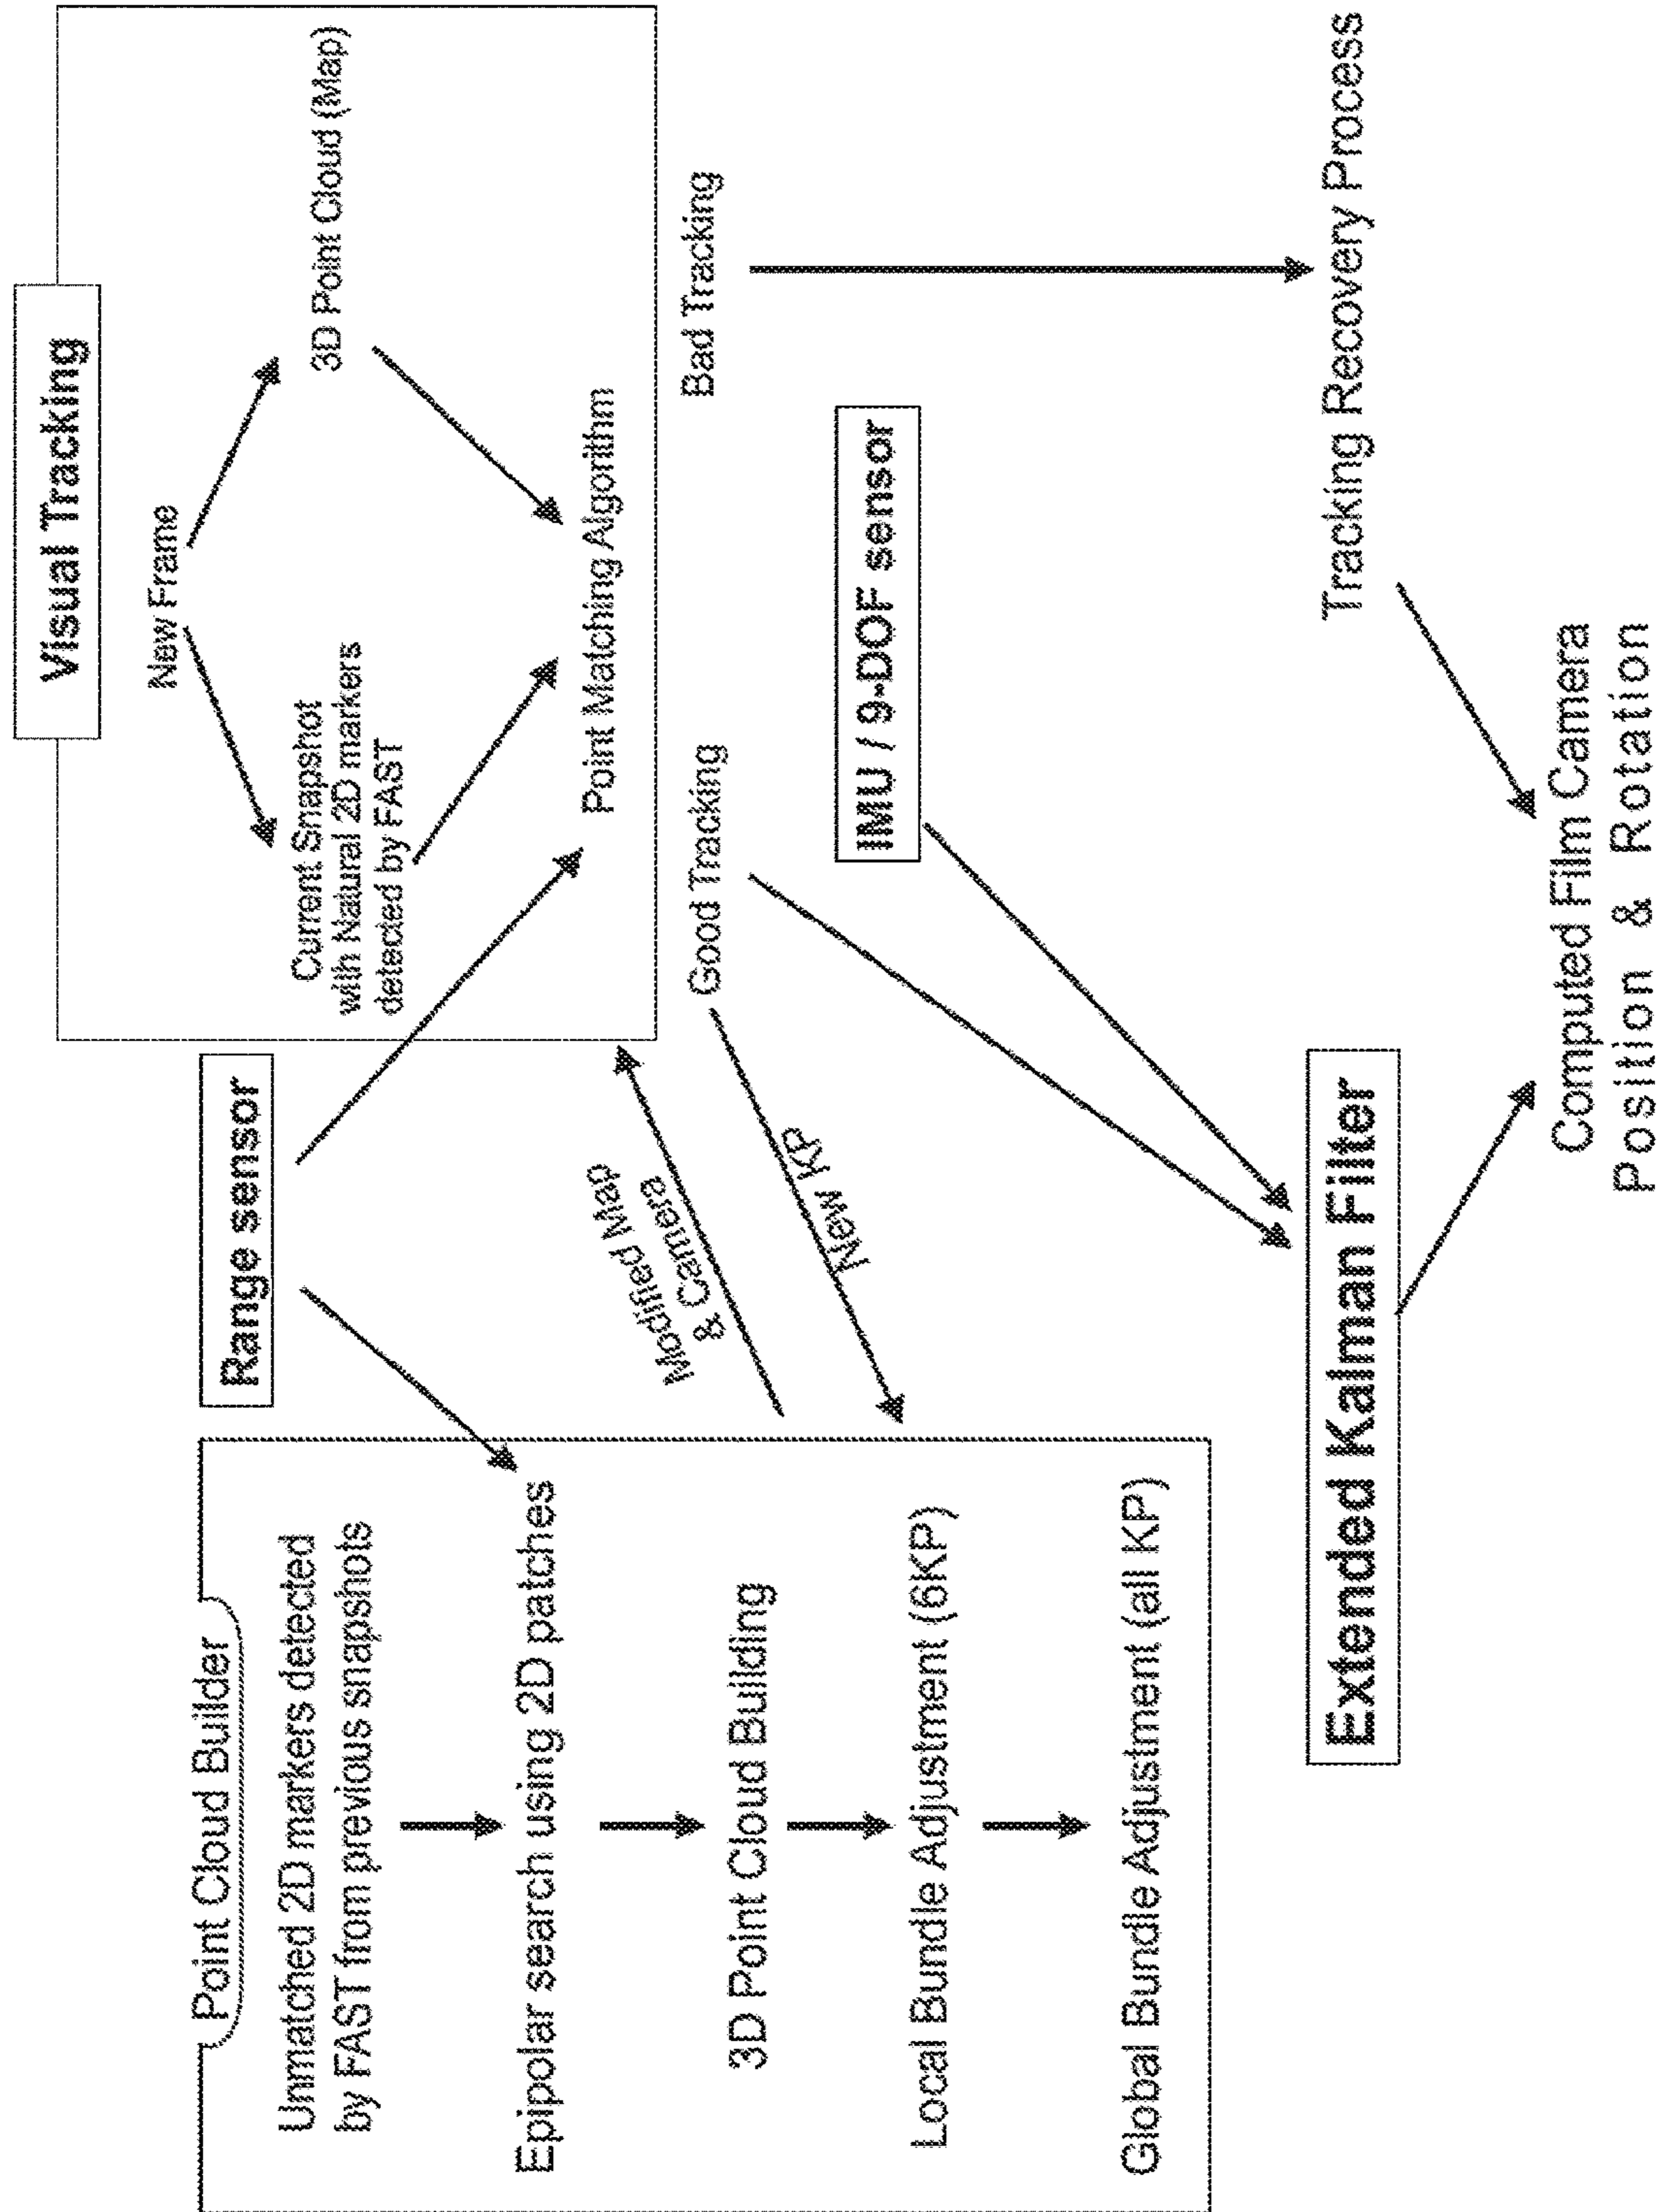 Point Cloud Builder
Unmatched 2D markers detected
by FAST from previous snapshots
Epipolar search using 2D patches
3D Point Cloud Building
Local Bundle Adjustment (6KP)
Global Bundle Adjustment (all KP)
Range sensor
Modified Map
& Camera
New KP
Visual Tracking
New Frame
Current Snapshot
with Natural 2D markers
detected by FAST
3D Point Cloud (Map)
Point Matching Algorithm
Good Tracking
Bad Tracking
IMU / 9-DOF sensor
Extended Kalman Filter
Tracking Recovery Process
Computed Film Camera
Position & Rotation